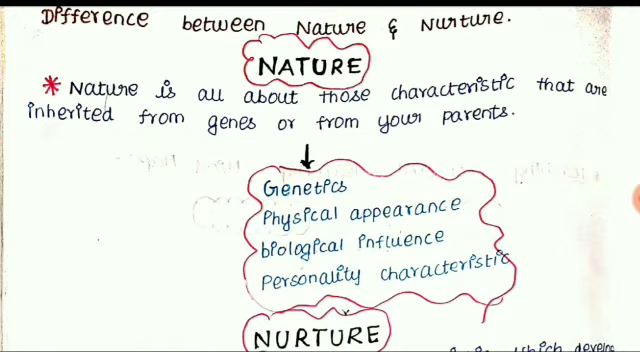 Difference between Nature & Nurture.
NATURE
* Nature is all about those characteristic that are
inherited from genes or from your parents.
Genetics
Physical appearance
biological influence
Personality characteristic
NURTURE
which